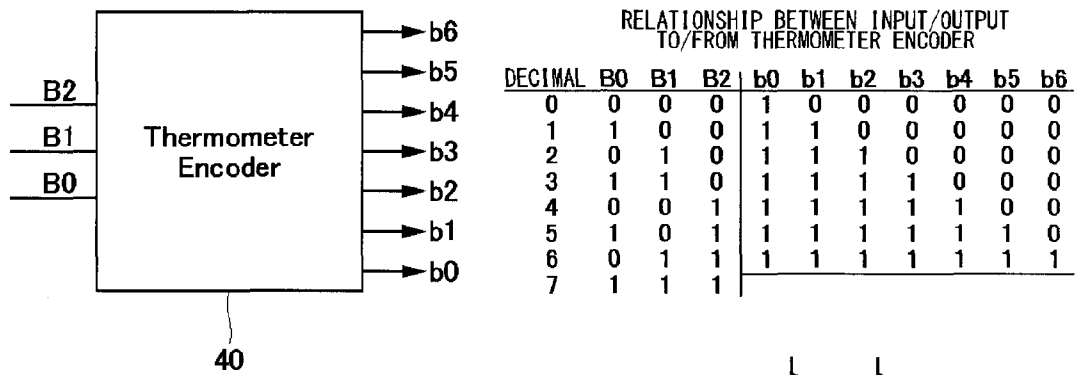 b6
b5
b4
b3
b2
b1
b0
B2
B1
B0
Thermometer
Encoder
40
RELATIONSHIP BETWEEN INPUT/OUTPUT
TO/FROM THERMOMETER ENCODER
DECIMAL B0 B1 B2 b0 b1 b2 b3 b4 b5 b6
0 0 0 0 1 0 0 0 0 0 0
1 1 0 0 1 1 0 0 0 0 0
2 0 1 0 1 1 1 0 0 0 0
3 1 1 0 1 1 1 1 0 0 0
4 0 0 1 1 1 1 1 1 0 0
5 1 0 1 1 1 1 1 1 1 0
6 0 1 1 1 1 1 1 1 1 1
7 1 1 1